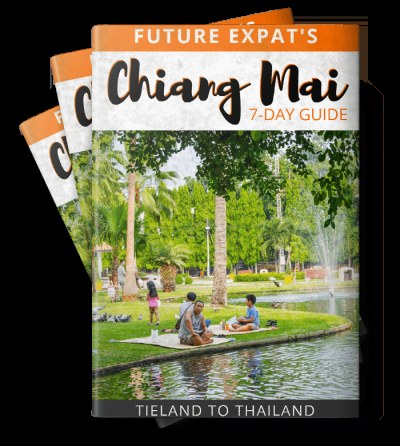 FUTURE EXPAT'S
Chiang Mai
7-DAY GUIDE
TIELAND TO THAILAND